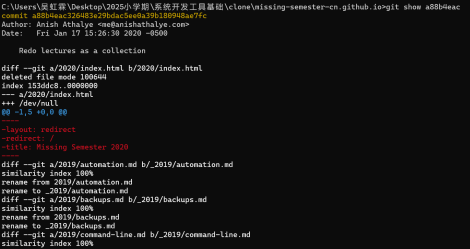 C:\Users\吴虹霖\Desktop\2025小学期\系统开发工具基础\clone\missing-semester-cn.github.io>git show a88b4eac
commit a88b4eac326483e29bdac5ee0a39b180948ae7fc
Author: Anish Athalye <me@anishathalye.com>
Date:   Fri Jan 17 15:26:30 2020 -0500

    Redo lectures as a collection

diff --git a/2020/index.html b/2020/index.html
deleted file mode 100644
index 153ddc8..0000000
--- a/2020/index.html
+++ /dev/null
@@ -1,5 +0,0 @@
----
-layout: redirect
-redirect: /
-title: Missing Semester 2020
----
diff --git a/2019/automation.md b/_2019/automation.md
similarity index 100%
rename from 2019/automation.md
rename to _2019/automation.md
diff --git a/2019/backups.md b/_2019/backups.md
similarity index 100%
rename from 2019/backups.md
rename to _2019/backups.md
diff --git a/2019/command-line.md b/_2019/command-line.md
similarity index 100%